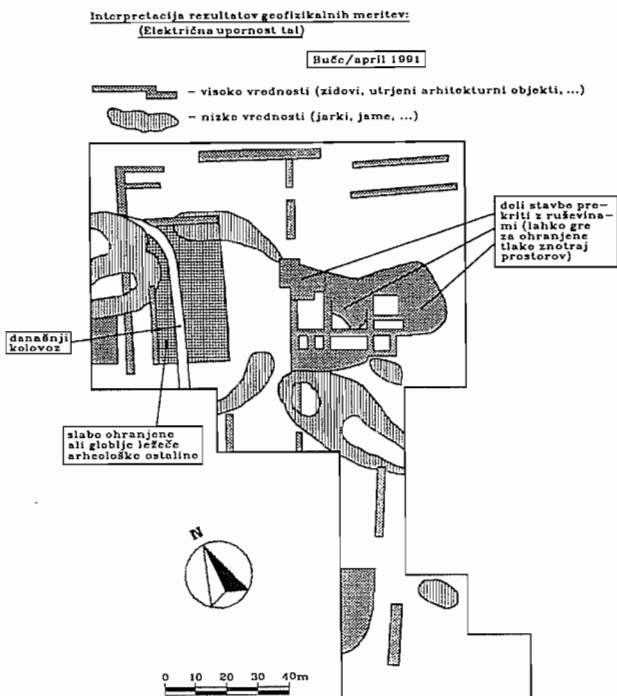 Interpretacija rezultatov geofizikalnih meritev:
(Električna upornost tal)
Buče/april 1991
– visoke vrednosti (zidovi, utrjeni arhitekturni objekti, ...)
– nizke vrednosti (jarki, jame, ...)
deli stavbe pre–
kriti z ruševina–
mi (lahko gre
za ohranjene
tlake znotraj
prostorov)
današnji
kolovoz
slabo ohranjene
ali globlje ležeče
arheološke ostaline
N
0 10 20 30 40m